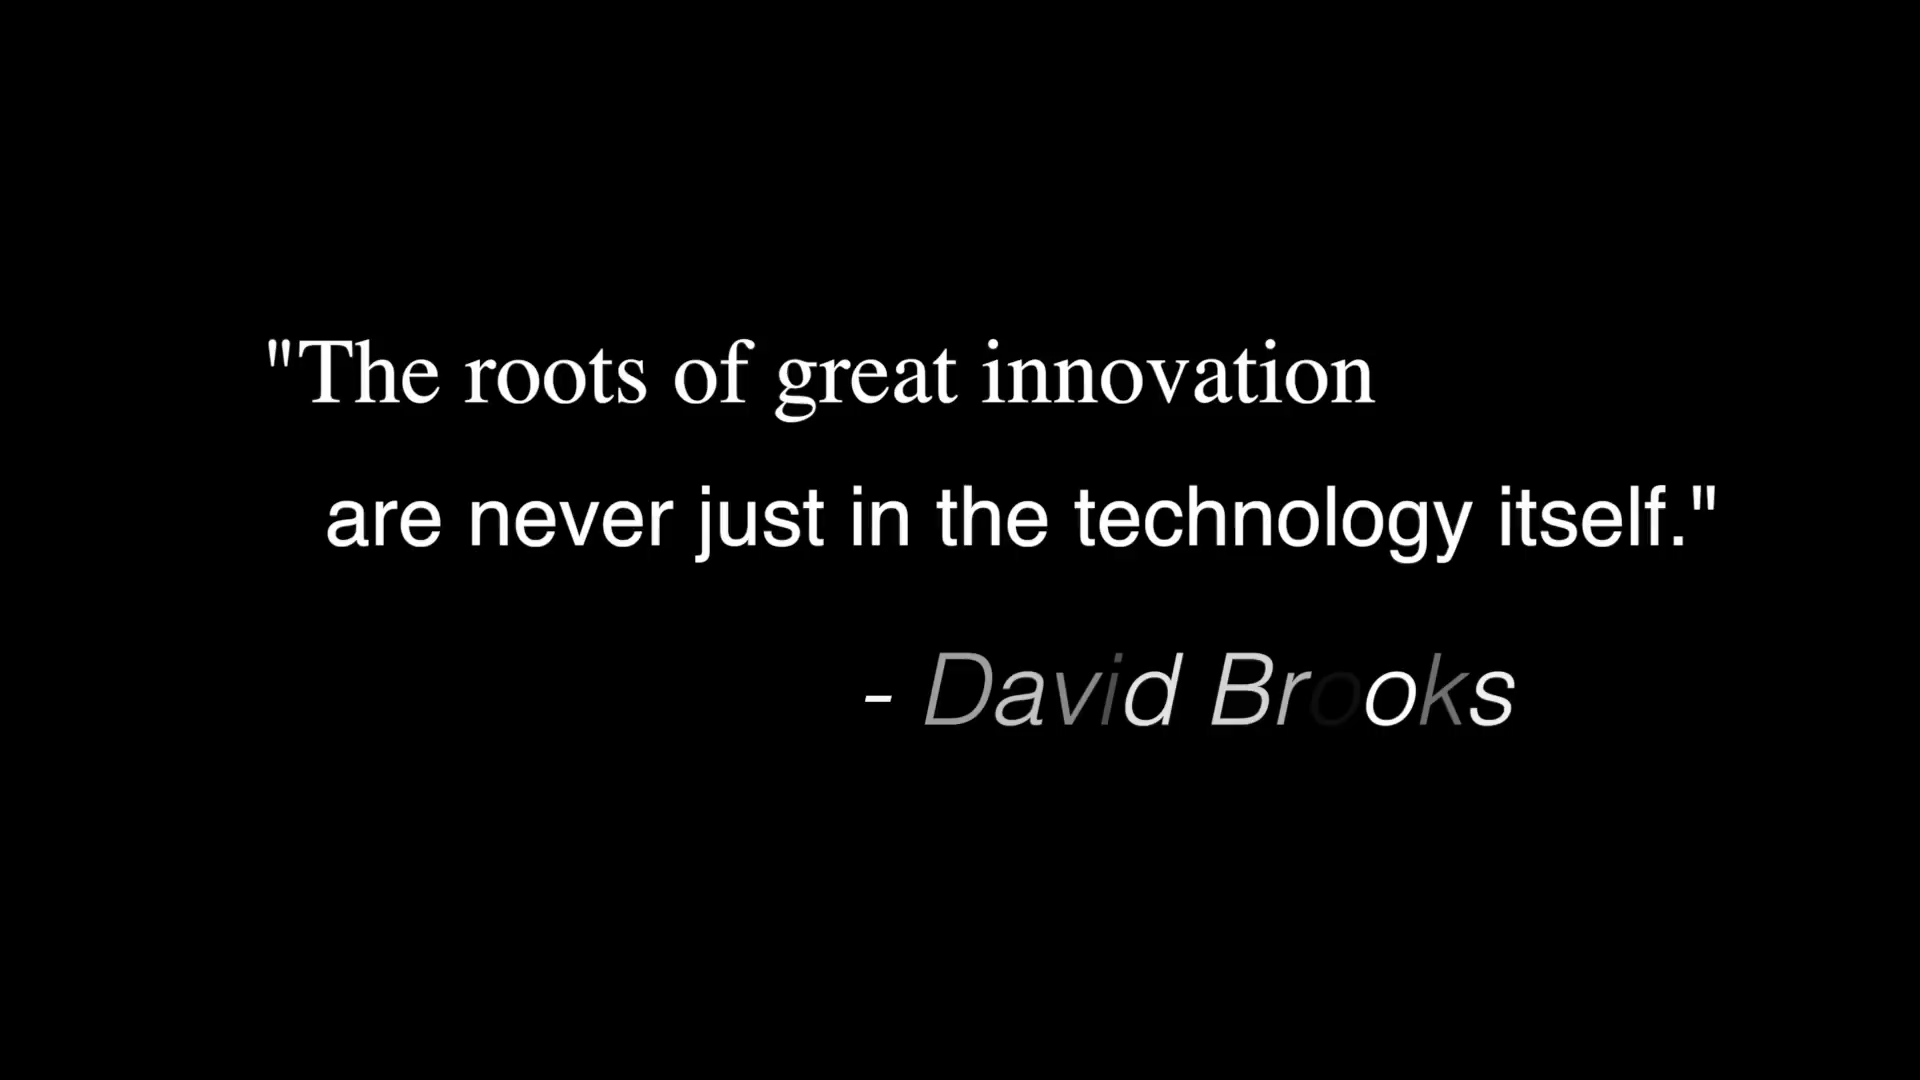 "The roots of great innovation
are never just in the technology itself."
- David Brooks